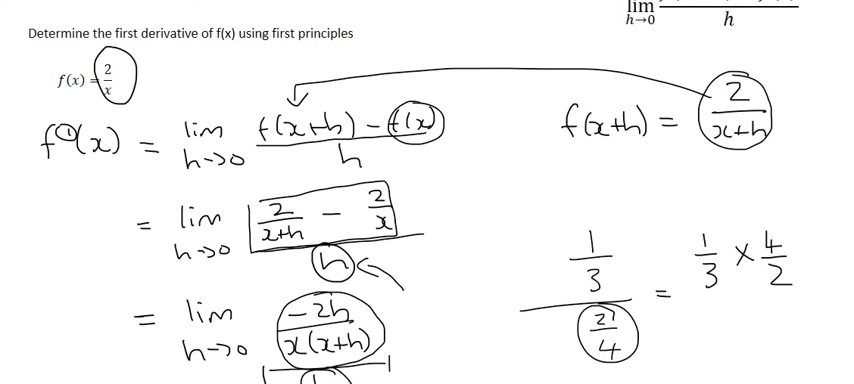 lim
h→0
h
Determine the first derivative of f(x) using first principles
f(x) = 2/x
f'(x) = lim h→0 (f(x+h) - f(x))/h
f(x+h) = 2/(x+h)
= lim h→0 (2/(x+h) - 2/x)/h
(1/3)/(2/4) = 1/3 × 4/2
= lim h→0 (-2h/(x(x+h)))/h